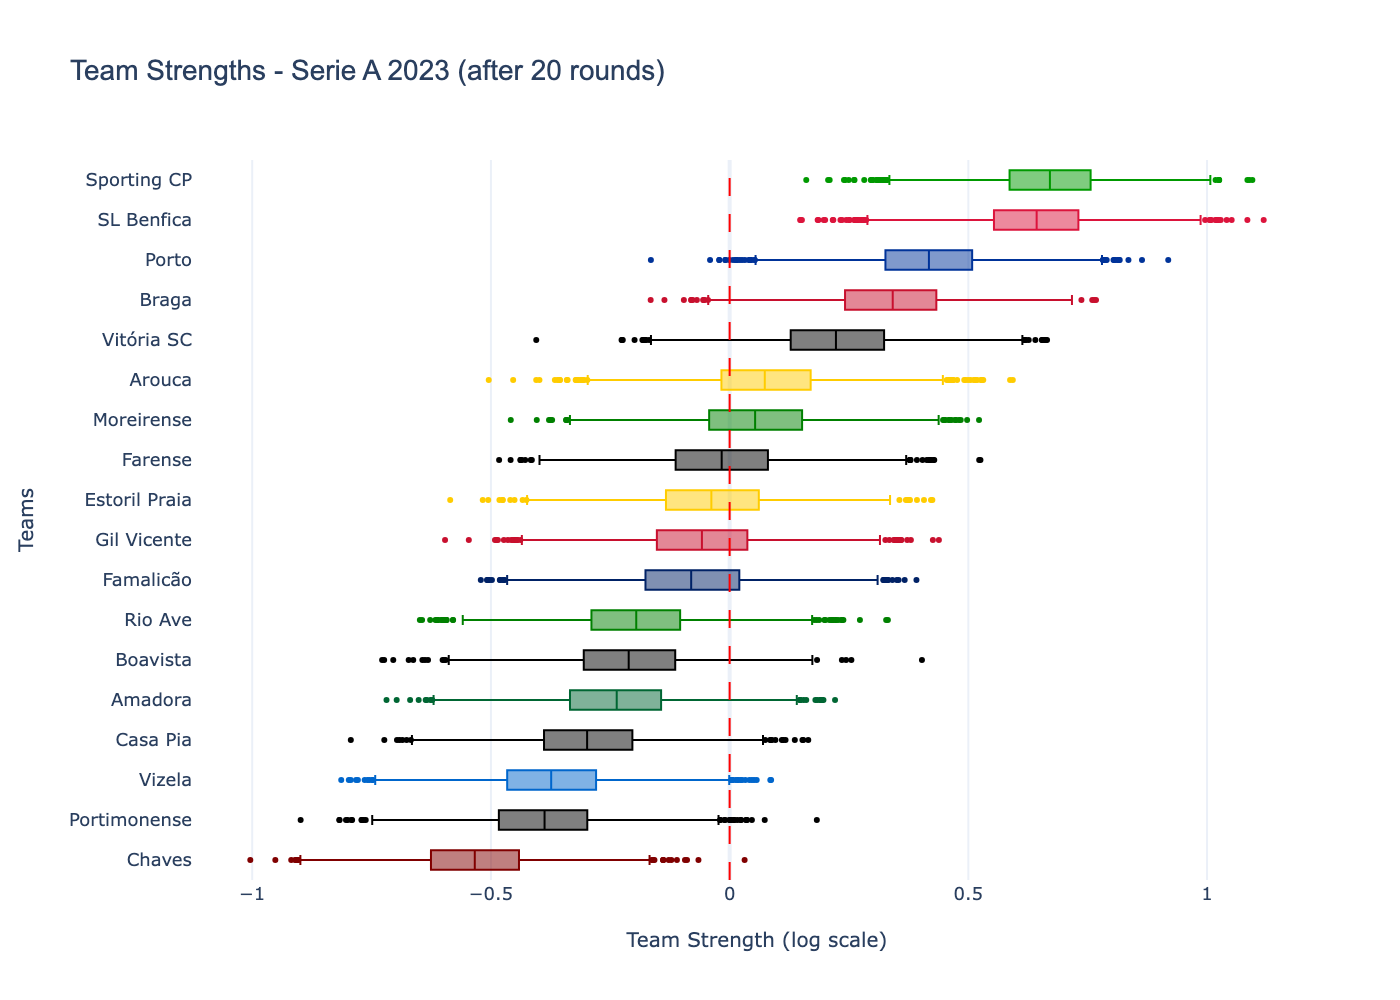 Team Strengths - Serie A 2023 (after 20 rounds)
Teams
Sporting CP
SL Benfica
Porto
Braga
Vitória SC
Arouca
Moreirense
Farense
Estoril Praia
Gil Vicente
Famalicão
Rio Ave
Boavista
Amadora
Casa Pia
Vizela
Portimonense
Chaves
−1 −0.5 0 0.5 1
Team Strength (log scale)